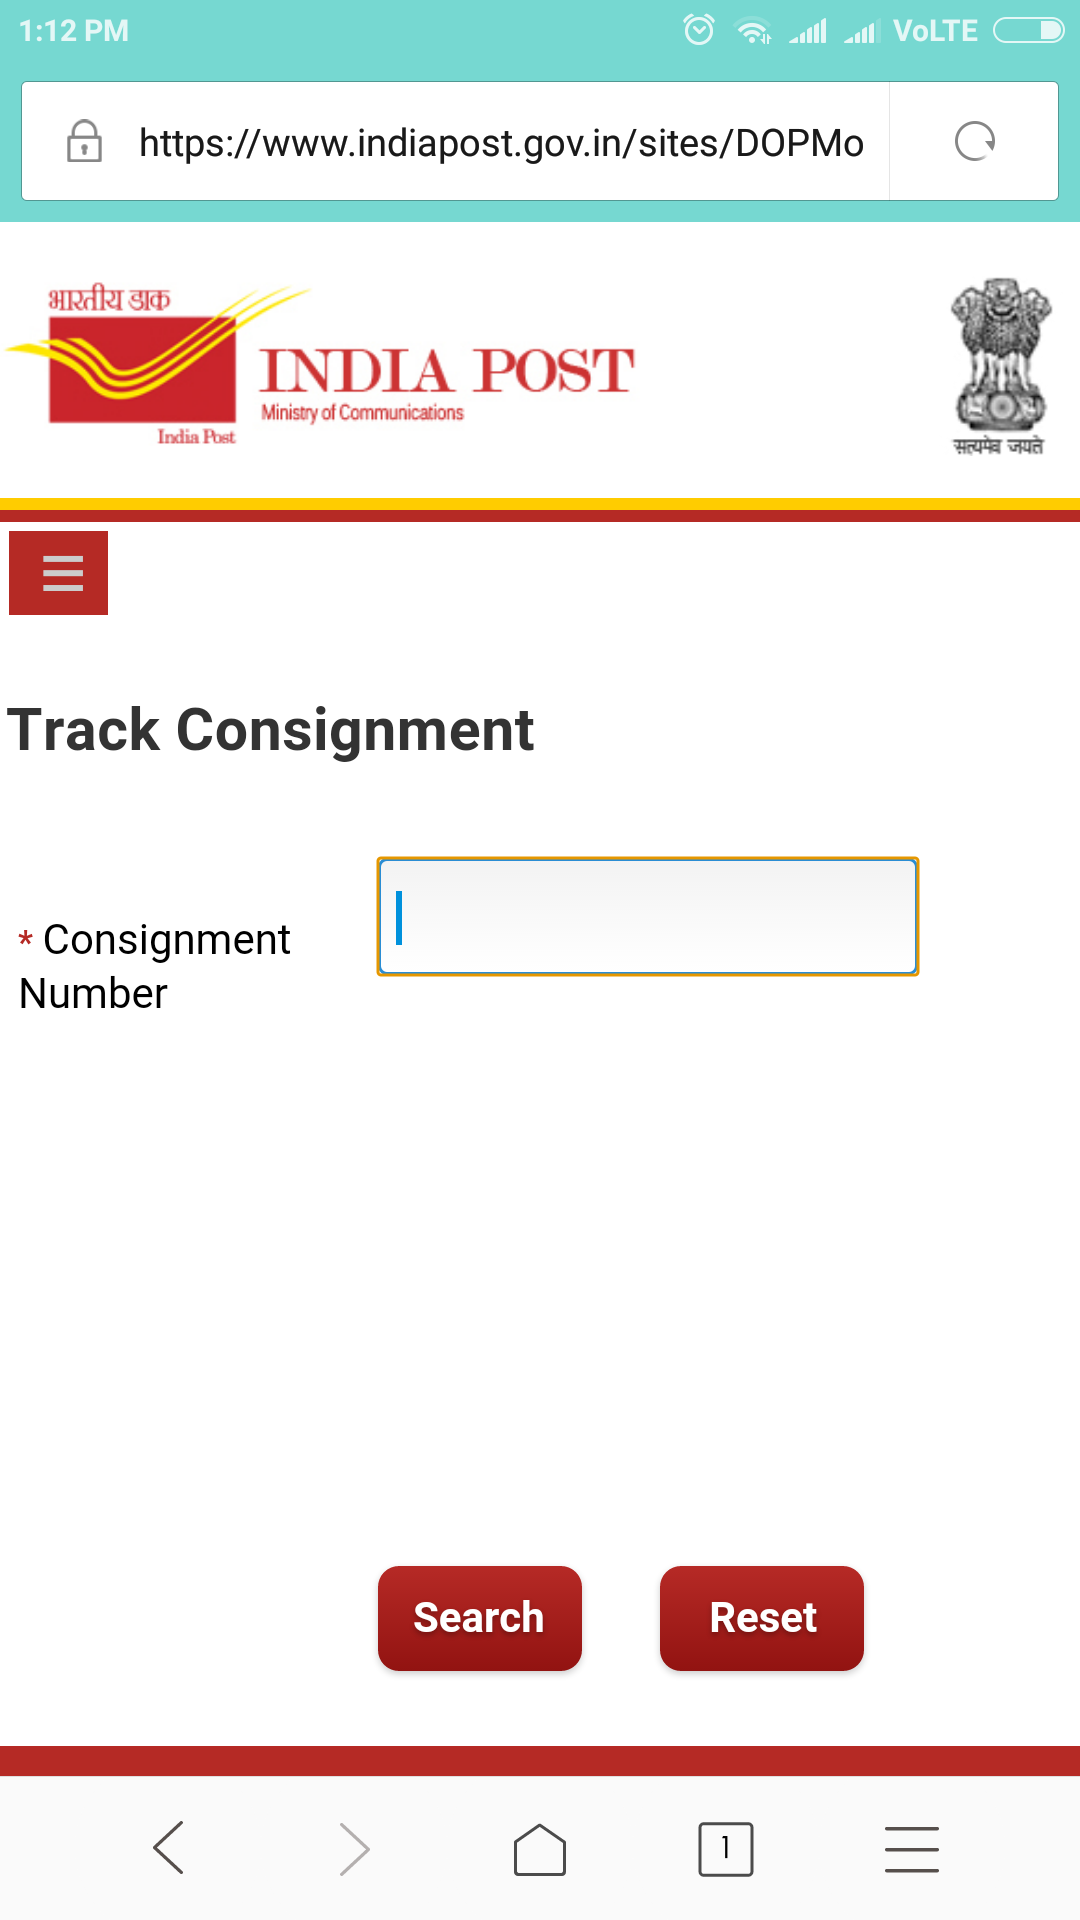 1:12 PM VoLTE
https://www.indiapost.gov.in/sites/DOPMo
भारतीय डाक
INDIA POST
Ministry of Communications
India Post
सत्यमेव जयते
Track Consignment
* Consignment
Number
Search Reset
1